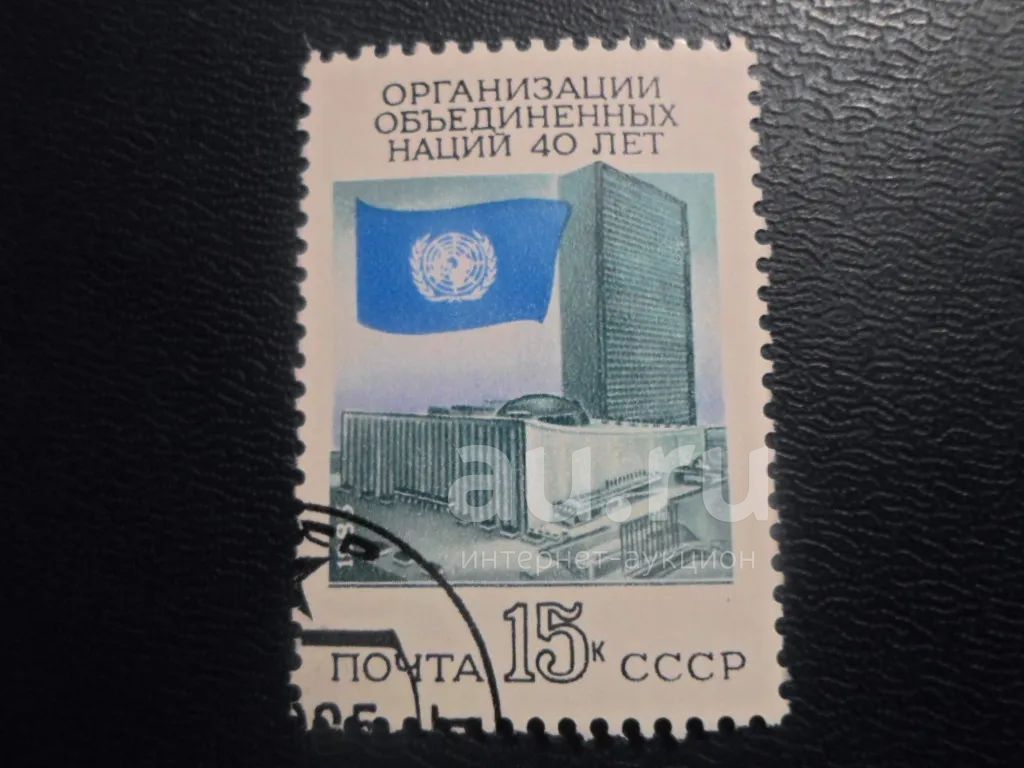 ОРГАНИЗАЦИИ
ОБЪЕДИНЕННЫХ
НАЦИЙ 40 ЛЕТ
au.ru
интернет-аукцион
15к
ПОЧТА СССР